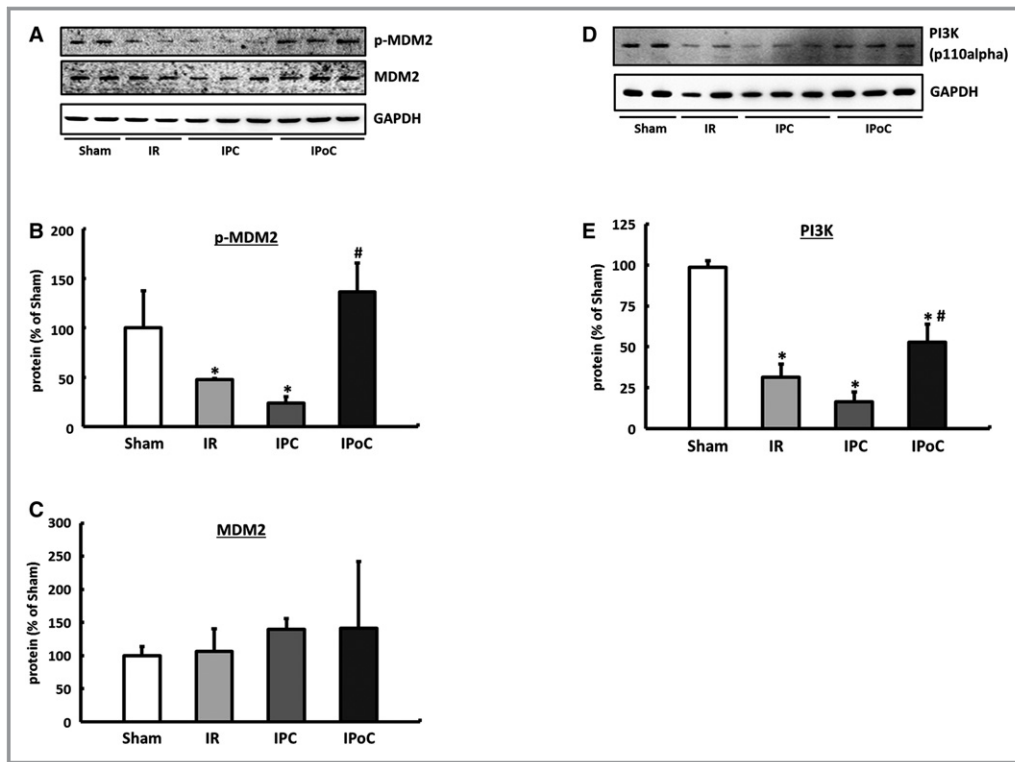 A
p-MDM2
MDM2
GAPDH
Sham IR IPC IPoC
D
PI3K
(p110alpha)
GAPDH
Sham IR IPC IPoC
B
p-MDM2
protein (% of Sham)
200
150
100
50
0
*
*
#
Sham IR IPC IPoC
E
PI3K
protein (% of Sham)
125
100
75
50
25
0
*
*
* #
Sham IR IPC IPoC
C
MDM2
protein (% of Sham)
300
250
200
150
100
50
0
Sham IR IPC IPoC